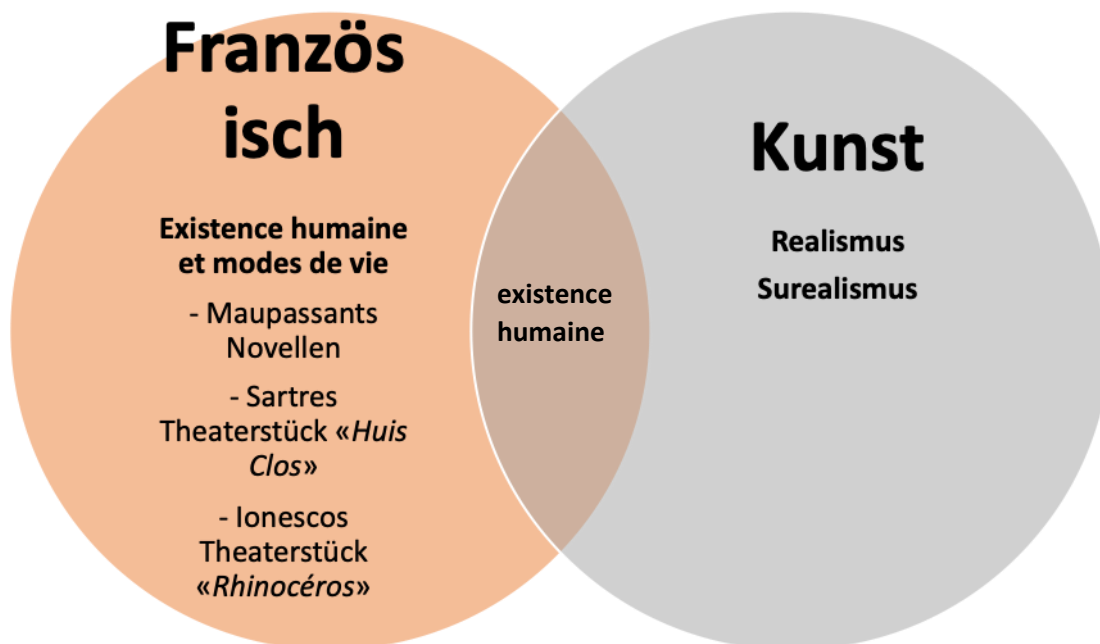 Französ
isch
Existence humaine
et modes de vie
- Maupassants
Novellen
- Sartres
Theaterstück «Huis
Clos»
- Ionescos
Theaterstück
«Rhinocéros»
existence
humaine
Kunst
Realismus
Surealismus